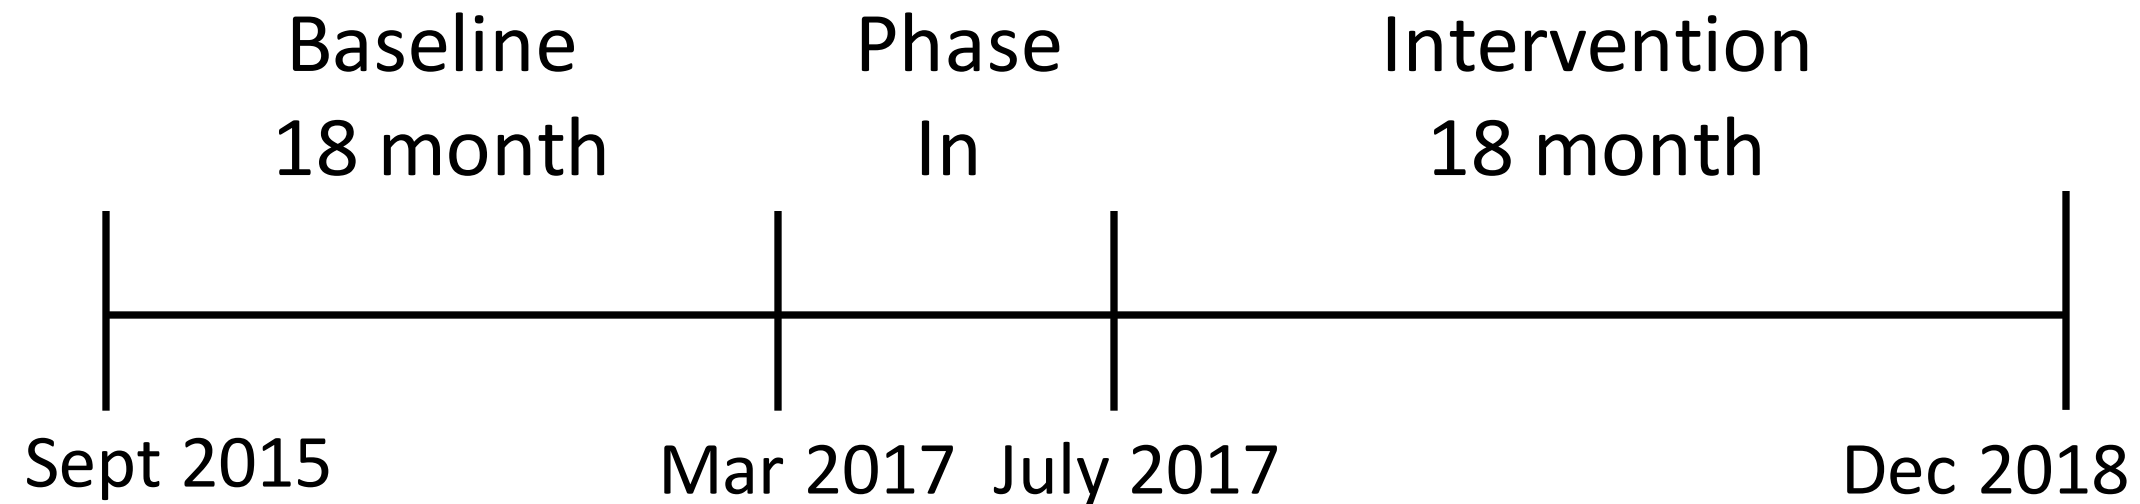 Baseline
18 month
Phase
In
Intervention
18 month
Sept 2015
Mar 2017
July 2017
Dec 2018